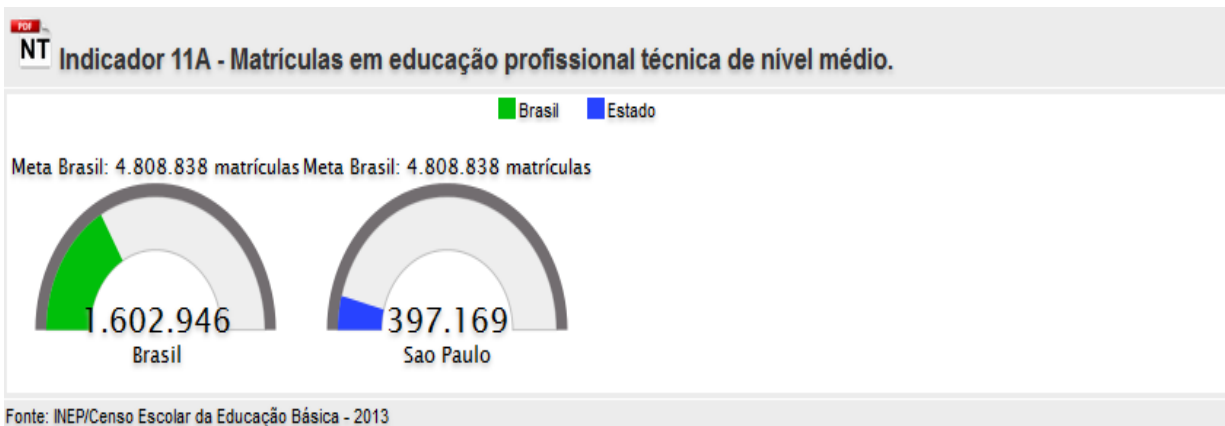 PDF
NT
Indicador 11A - Matrículas em educação profissional técnica de nível médio.
Brasil Estado
Meta Brasil: 4.808.838 matrículas Meta Brasil: 4.808.838 matrículas
1.602.946 397.169
Brasil Sao Paulo
Fonte: INEP/Censo Escolar da Educação Básica - 2013